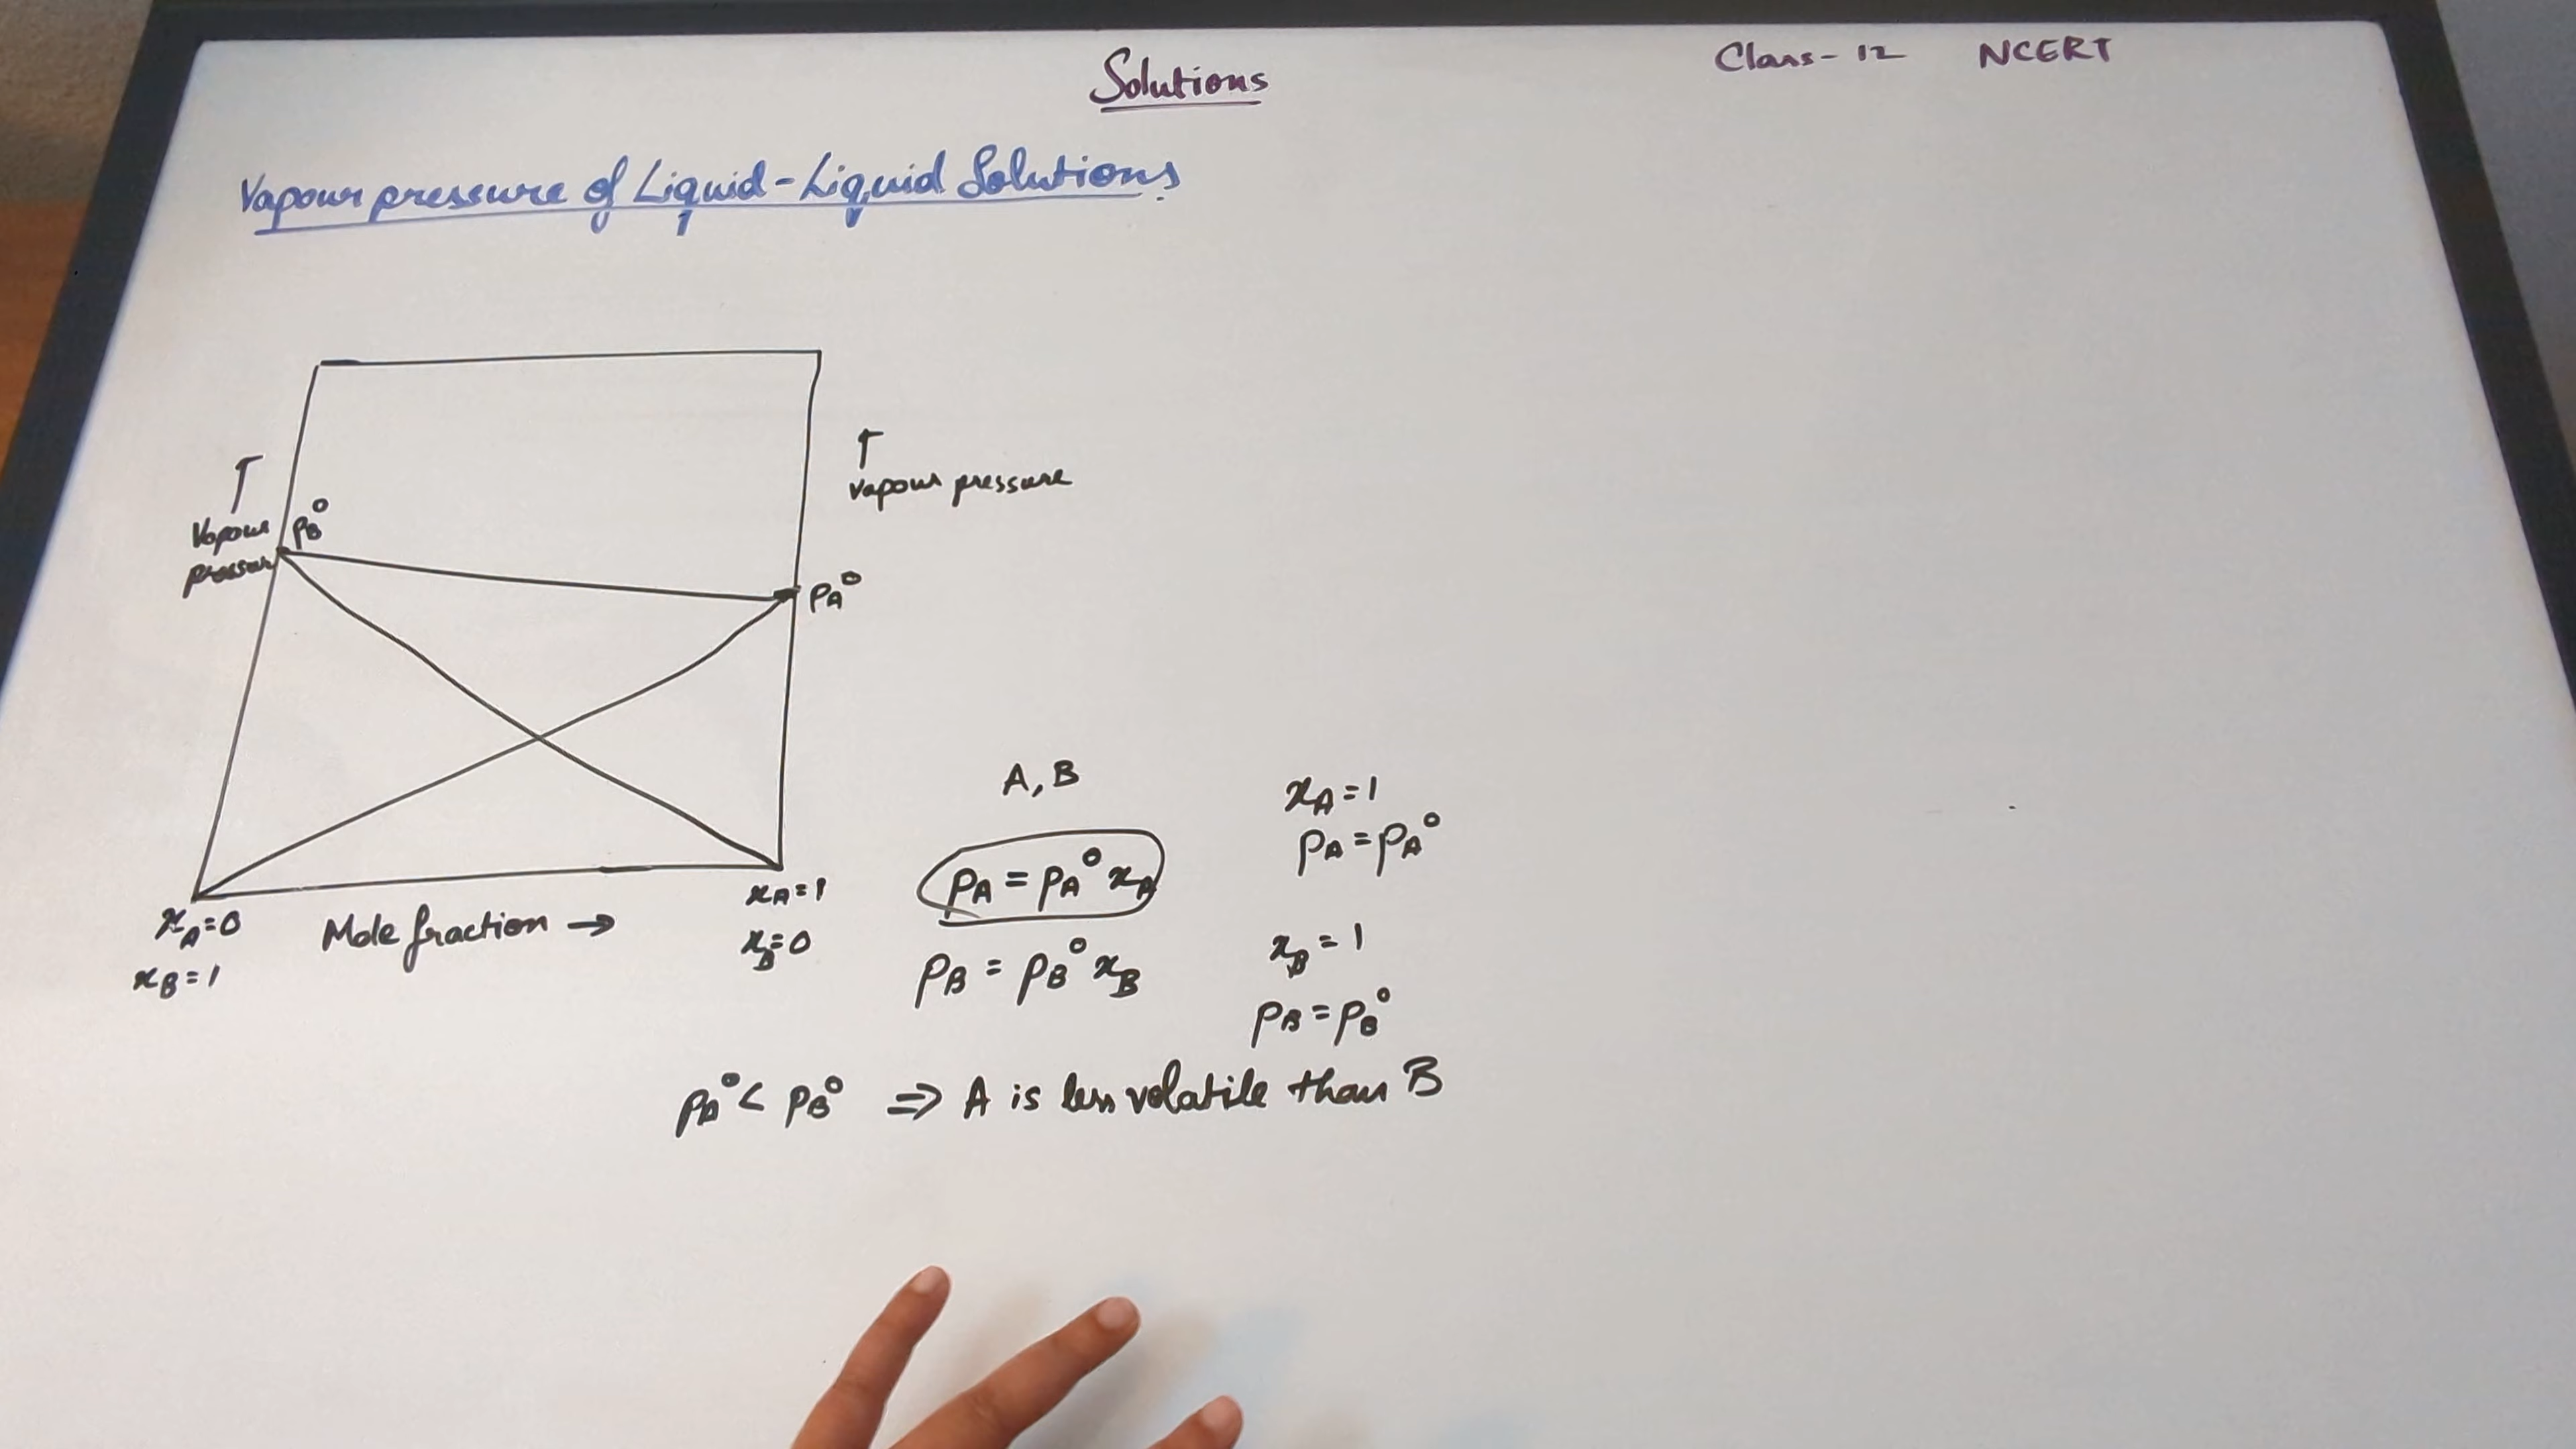 Solutions
Class-12 NCERT
Vapour pressure of Liquid-Liquid Solutions
↑
Vapour pressure
↑
vapour pressure
pB°
pA°
xA=0
xB=1
Mole fraction →
xA=1
xB=0
A, B
pA = pA° xA
pB = pB° xB
xA=1
pA=pA°
xB=1
pB=pB°
pA° < pB° ⇒ A is less volatile than B